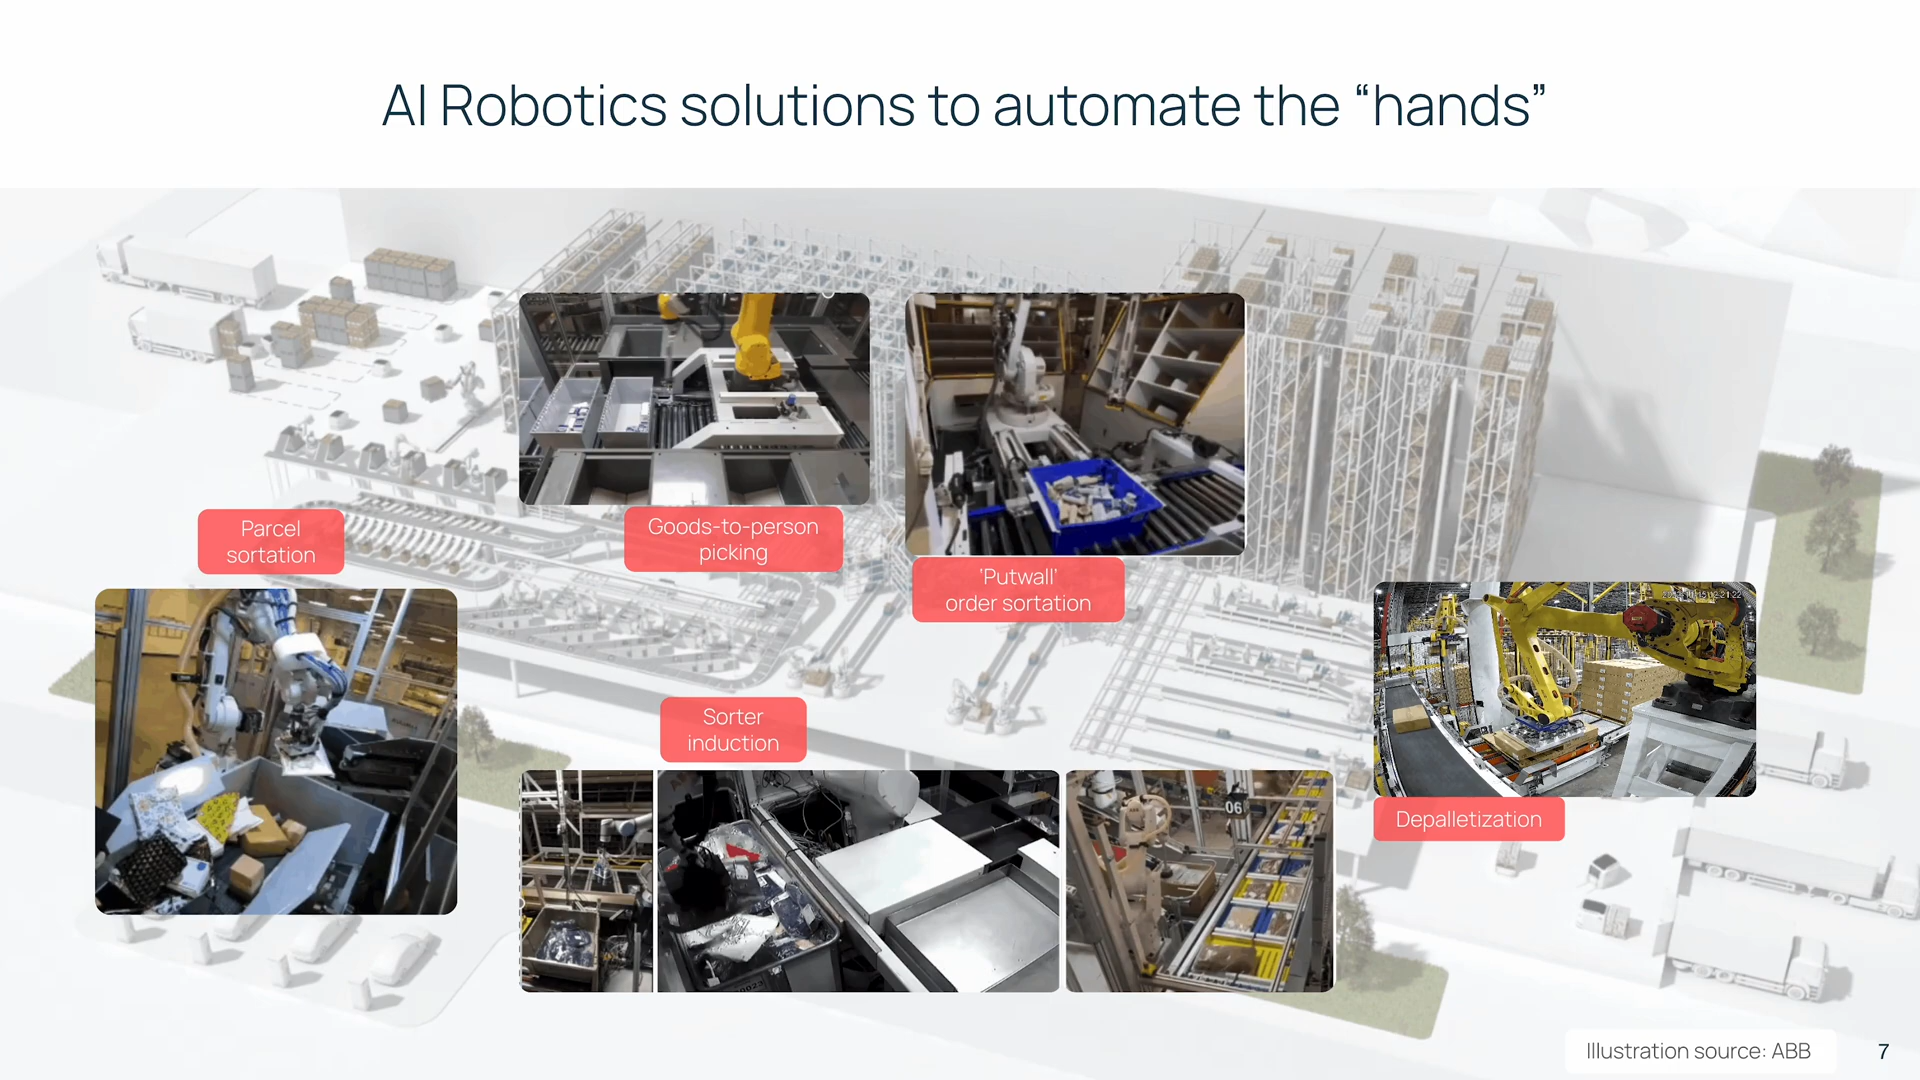 AI Robotics solutions to automate the “hands”
Parcel
sortation
Goods-to-person
picking
‘Putwall’
order sortation
Sorter
induction
06
Depalletization
Illustration source: ABB
7